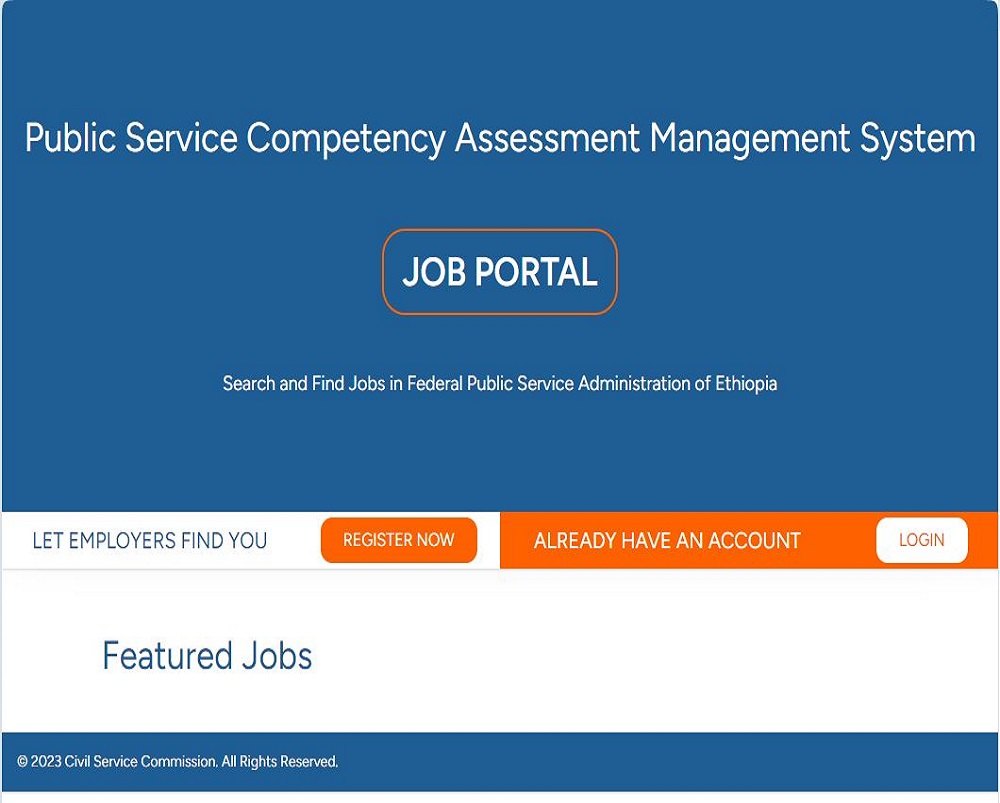 Public Service Competency Assessment Management System
JOB PORTAL
Search and Find Jobs in Federal Public Service Administration of Ethiopia
LET EMPLOYERS FIND YOU
REGISTER NOW
ALREADY HAVE AN ACCOUNT
LOGIN
Featured Jobs
© 2023 Civil Service Commission. All Rights Reserved.